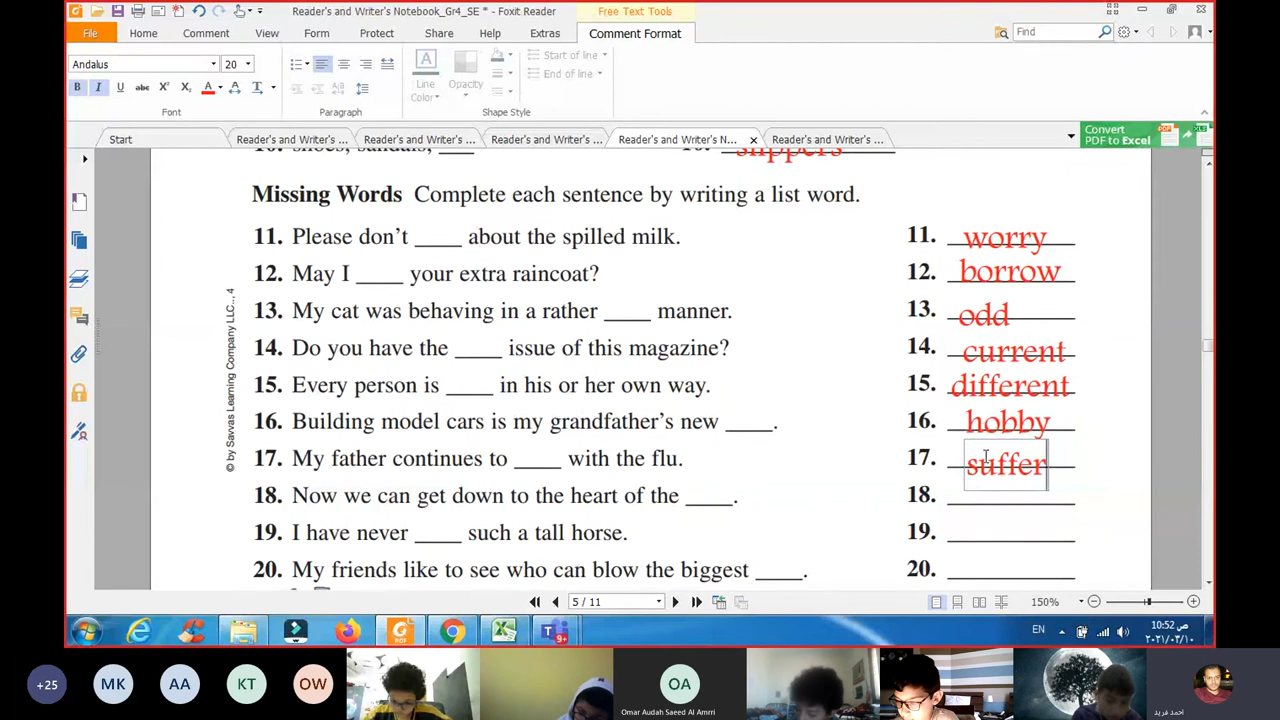 Reader's and Writer's Notebook_Gr4_SE * - Foxit Reader
Free Text Tools
File Home Comment View Form Protect Share Help Extras Comment Format
Find
Andalus 20
Line Color
Opacity
Start of line
End of line
Font Paragraph Shape Style
Start
Reader's and Writer's N...
Reader's and Writer's N...
Reader's and Writer's N...
Reader's and Writer's N...
Reader's and Writer's ...
Convert PDF to Excel
slippers
Missing Words Complete each sentence by writing a list word.
11. Please don't ____ about the spilled milk. 11. worry
12. May I ____ your extra raincoat? 12. borrow
13. My cat was behaving in a rather ____ manner. 13. odd
14. Do you have the ____ issue of this magazine? 14. current
15. Every person is ____ in his or her own way. 15. different
16. Building model cars is my grandfather's new ____. 16. hobby
17. My father continues to ____ with the flu. 17. suffer
18. Now we can get down to the heart of the ____. 18.
19. I have never ____ such a tall horse. 19.
20. My friends like to see who can blow the biggest ____. 20.
© by Savvas Learning Company LLC., 4
5 / 11
150%
9+
EN
10:52 ص
٢٠٢١/٠٣/١٠
+25 MK AA KT OW OA
Omar Audah Saeed Al Amrri
احمد فريد